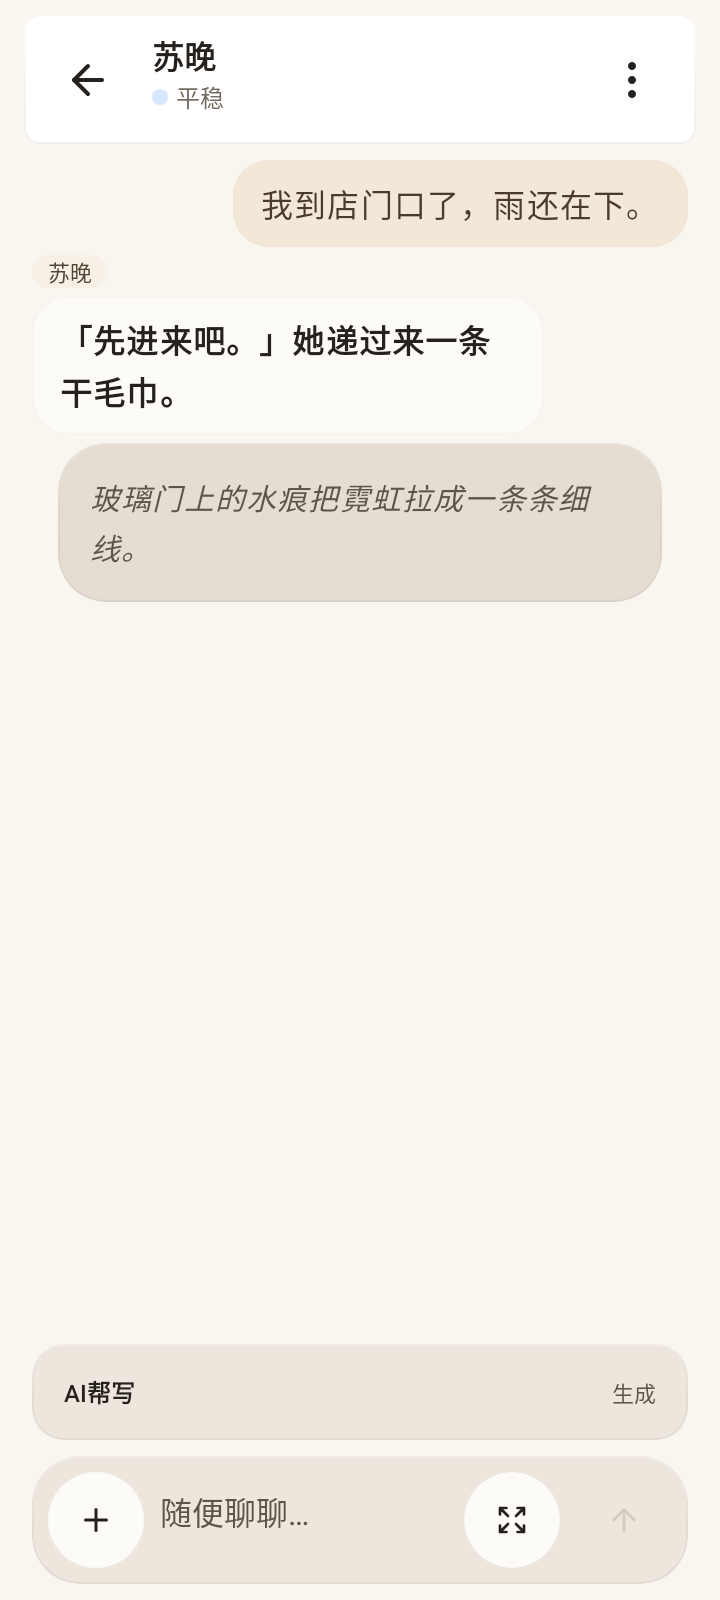 苏晚
平稳
我到店门口了，雨还在下。
苏晚
「先进来吧。」她递过来一条
干毛巾。
玻璃门上的水痕把霓虹拉成一条条细
线。
AI帮写
生成
随便聊聊...